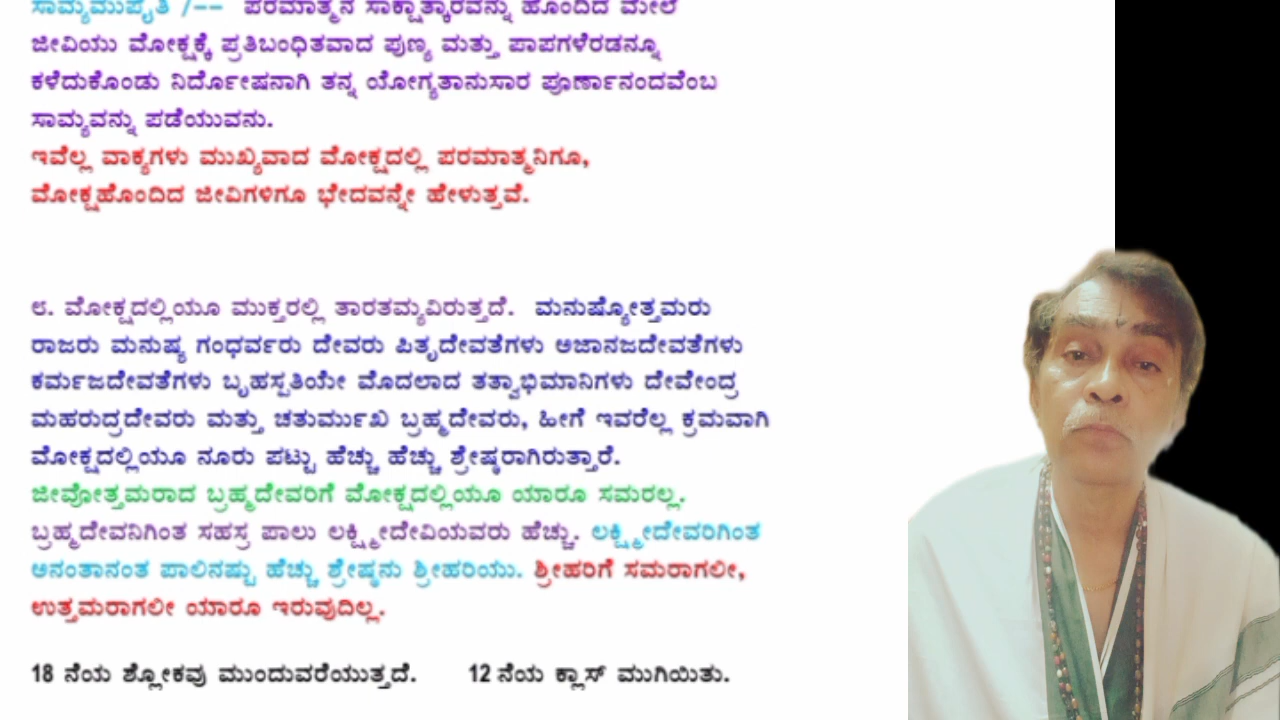 ಸಾಮ್ಯಮುಪೈತಿ /-- ಪರಮಾತ್ಮನ ಸಾಕ್ಷಾತ್ಕಾರವನ್ನು ಹೊಂದಿದ ಮೇಲೆ
ಜೀವಿಯು ಮೋಕ್ಷಕ್ಕೆ ಪ್ರತಿಬಂಧಿತವಾದ ಪುಣ್ಯ ಮತ್ತು ಪಾಪಗಳೆರಡನ್ನೂ
ಕಳೆದುಕೊಂಡು ನಿರ್ದೋಷನಾಗಿ ತನ್ನ ಯೋಗ್ಯತಾನುಸಾರ ಪೂರ್ಣಾನಂದವೆಂಬ
ಸಾಮ್ಯವನ್ನು ಪಡೆಯುವನು.
ಇವೆಲ್ಲ ವಾಕ್ಯಗಳು ಮುಖ್ಯವಾದ ಮೋಕ್ಷದಲ್ಲಿ ಪರಮಾತ್ಮನಿಗೂ,
ಮೋಕ್ಷಹೊಂದಿದ ಜೀವಿಗಳಿಗೂ ಭೇದವನ್ನೇ ಹೇಳುತ್ತವೆ.
೮. ಮೋಕ್ಷದಲ್ಲಿಯೂ ಮುಕ್ತರಲ್ಲಿ ತಾರತಮ್ಯವಿರುತ್ತದೆ. ಮನುಷ್ಯೋತ್ತಮರು
ರಾಜರು ಮನುಷ್ಯ ಗಂಧರ್ವರು ದೇವರು ಪಿತೃದೇವತೆಗಳು ಅಜಾನಜದೇವತೆಗಳು
ಕರ್ಮಜದೇವತೆಗಳು ಬೃಹಸ್ಪತಿಯೇ ಮೊದಲಾದ ತತ್ವಾಭಿಮಾನಿಗಳು ದೇವೇಂದ್ರ
ಮಹರುದ್ರದೇವರು ಮತ್ತು ಚತುರ್ಮುಖ ಬ್ರಹ್ಮದೇವರು, ಹೀಗೆ ಇವರೆಲ್ಲ ಕ್ರಮವಾಗಿ
ಮೋಕ್ಷದಲ್ಲಿಯೂ ನೂರು ಪಟ್ಟು ಹೆಚ್ಚು ಹೆಚ್ಚು ಶ್ರೇಷ್ಠರಾಗಿರುತ್ತಾರೆ.
ಜೀವೋತ್ತಮರಾದ ಬ್ರಹ್ಮದೇವರಿಗೆ ಮೋಕ್ಷದಲ್ಲಿಯೂ ಯಾರೂ ಸಮರಲ್ಲ.
ಬ್ರಹ್ಮದೇವನಿಗಿಂತ ಸಹಸ್ರ ಪಾಲು ಲಕ್ಷ್ಮೀದೇವಿಯವರು ಹೆಚ್ಚು. ಲಕ್ಷ್ಮೀದೇವರಿಗಿಂತ
ಅನಂತಾನಂತ ಪಾಲಿನಷ್ಟು ಹೆಚ್ಚು ಶ್ರೇಷ್ಠನು ಶ್ರೀಹರಿಯು. ಶ್ರೀಹರಿಗೆ ಸಮರಾಗಲೀ,
ಉತ್ತಮರಾಗಲೀ ಯಾರೂ ಇರುವುದಿಲ್ಲ.
18 ನೆಯ ಶ್ಲೋಕವು ಮುಂದುವರೆಯುತ್ತದೆ. 12 ನೆಯ ಕ್ಲಾಸ್ ಮುಗಿಯಿತು.